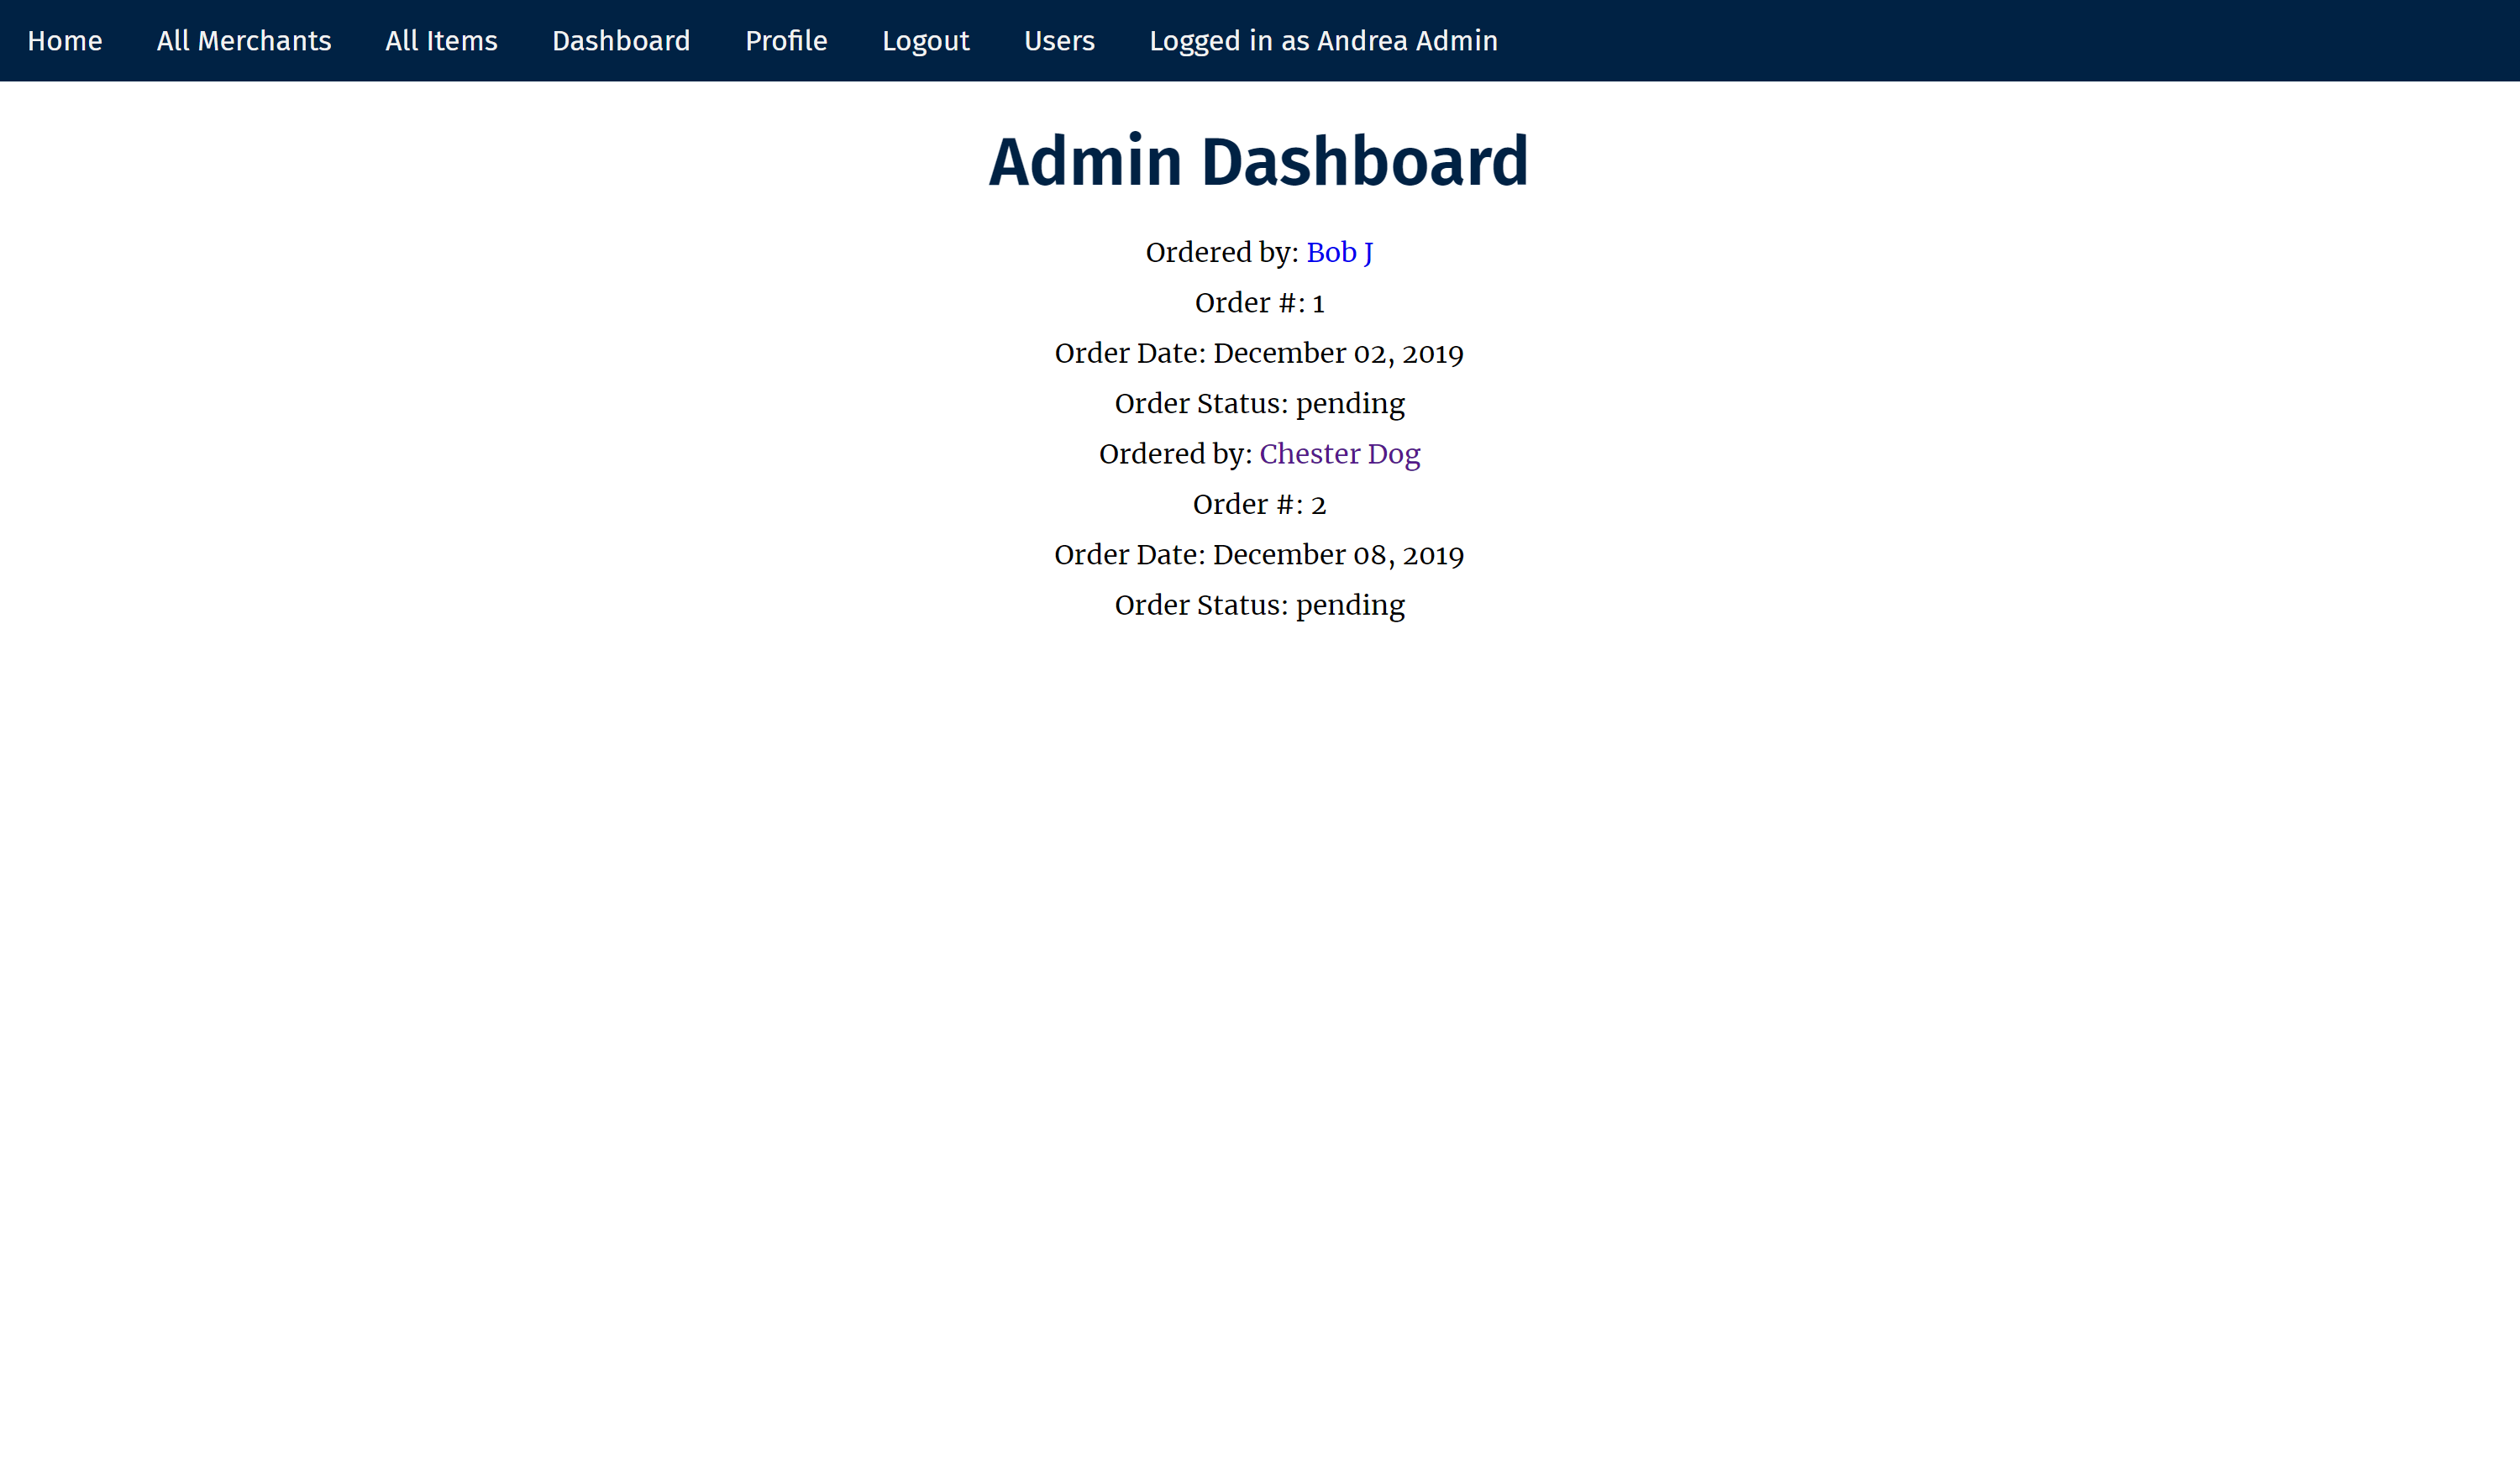 Home All Merchants All Items Dashboard Profile Logout Users Logged in as Andrea Admin
Admin Dashboard
Ordered by: Bob J
Order #: 1
Order Date: December 02, 2019
Order Status: pending
Ordered by: Chester Dog
Order #: 2
Order Date: December 08, 2019
Order Status: pending